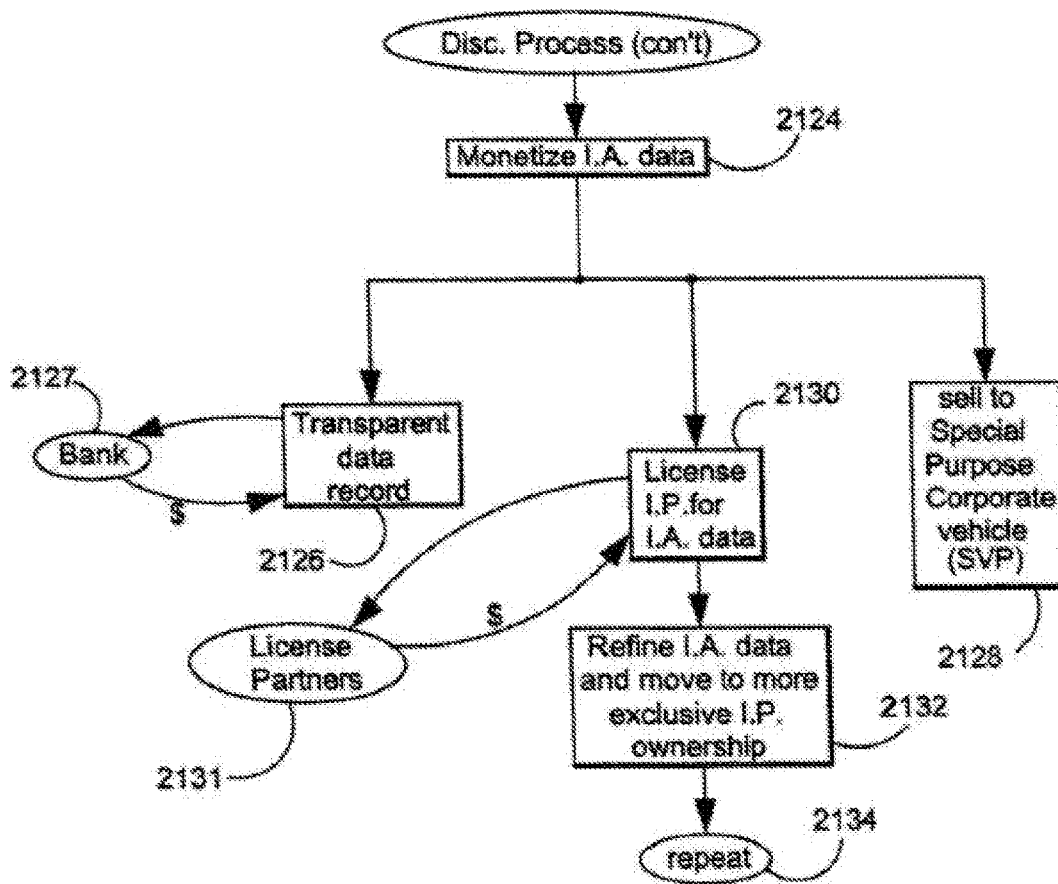 Disc. Process (con't)
2124
Monetize I.A. data
2127
Bank
$
Transparent
data
record
2126
2130
License
I.P.for
I.A. data
$
License
Partners
2131
sell to
Special
Purpose
Corporate
vehicle
(SVP)
2128
Refine I.A. data
and move to more
exclusive I.P.
ownership
2132
repeat
2134